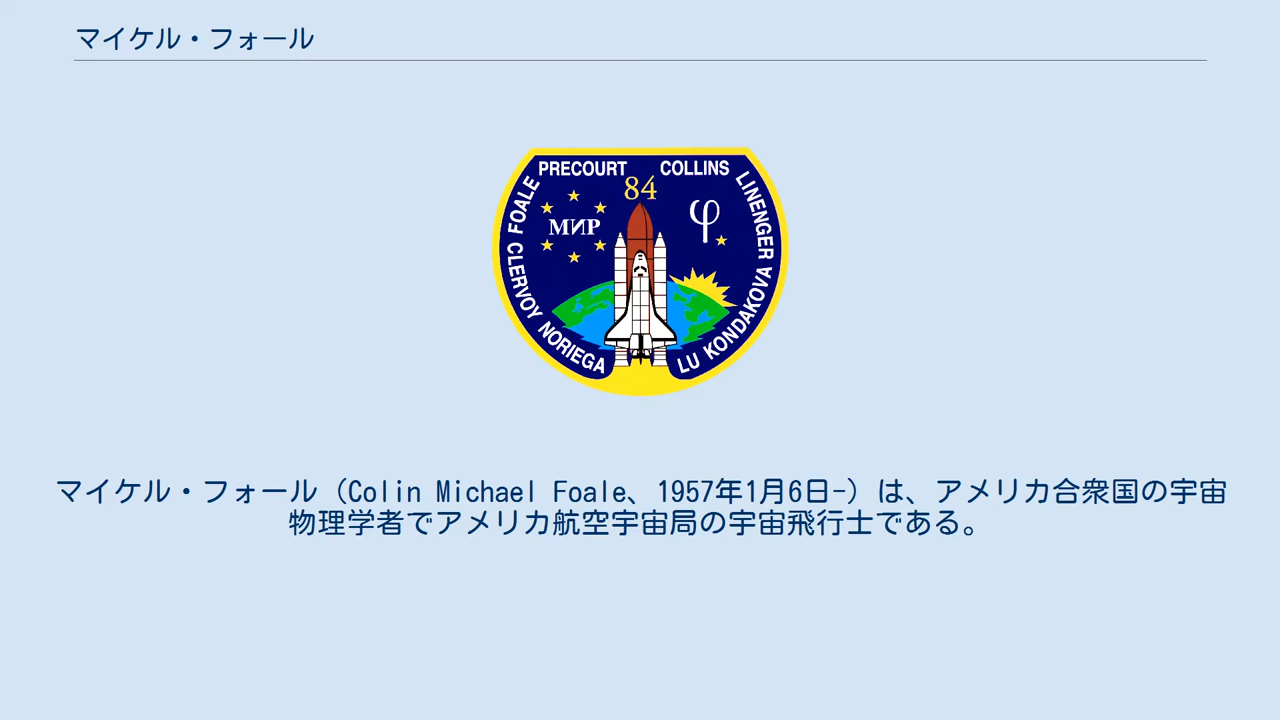 マイケル・フォール
PRECOURT COLLINS
84
FOALE
LINENGER
МИР
φ
CLERVOY
KONDAKOVA
NORIEGA
LU
マイケル・フォール（Colin Michael Foale、1957年1月6日-）は、アメリカ合衆国の宇宙
物理学者でアメリカ航空宇宙局の宇宙飛行士である。